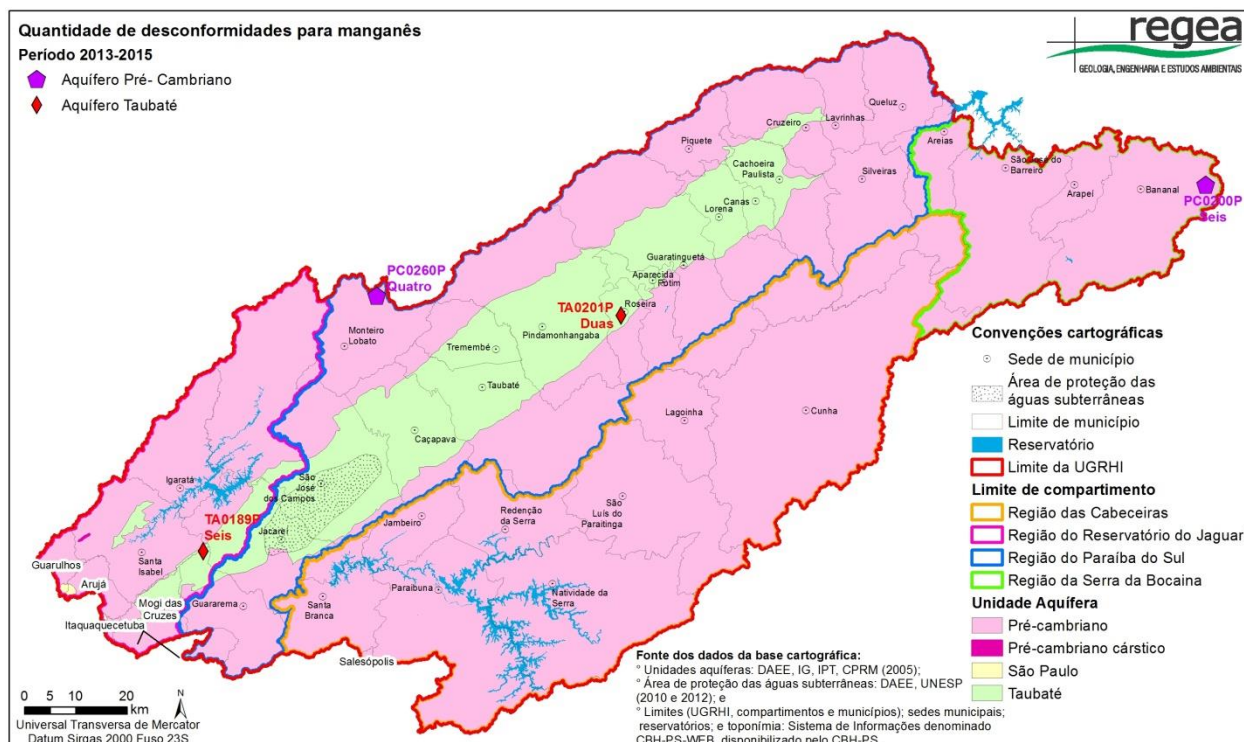 Quantidade de desconformidades para manganês
Período 2013-2015
Aquífero Pré- Cambriano
Aquífero Taubaté
regea
GEOLOGIA, ENGENHARIA E ESTUDOS AMBIENTAIS
Queluz
Lavrinhas
Cruzeiro
Piquete
Areias
Cachoeira
Paulista
Silveiras
São José do
Barreiro
Arapeí
Bananal
PC0200P
Seis
Canas
Lorena
Guaratinguetá
Aparecida
Potim
Roseira
PC0260P
Quatro
TA0201P
Duas
Pindamonhangaba
Monteiro
Lobato
Tremembé
Taubaté
Lagoinha
Cunha
Caçapava
São
José
dos Campos
Igaratá
TA0189P
Seis
Jacareí
Jambeiro
Redenção
da Serra
São
Luís do
Paraitinga
Santa
Isabel
Guarulhos
Arujá
Mogi das
Cruzes
Itaquaquecetuba
Guararema
Santa
Branca
Paraibuna
Natividade da
Serra
Salesópolis
Convenções cartográficas
Sede de município
Área de proteção das
águas subterrâneas
Limite de município
Reservatório
Limite da UGRHI
Limite de compartimento
Região das Cabeceiras
Região do Reservatório do Jaguar
Região do Paraíba do Sul
Região da Serra da Bocaina
Unidade Aquífera
Pré-cambriano
Pré-cambriano cárstico
São Paulo
Taubaté
Fonte dos dados da base cartográfica:
° Unidades aquíferas: DAEE, IG, IPT, CPRM (2005);
° Área de proteção das águas subterrâneas: DAEE, UNESP
(2010 e 2012); e
° Limites (UGRHI, compartimentos e municípios); sedes municipais;
reservatórios; e toponímia: Sistema de Informações denominado
CBH-PS-WEB, disponibilizado pelo CBH-PS
0 5 10 20
km
N
Universal Transversa de Mercator
Datum Sirgas 2000 Fuso 23S